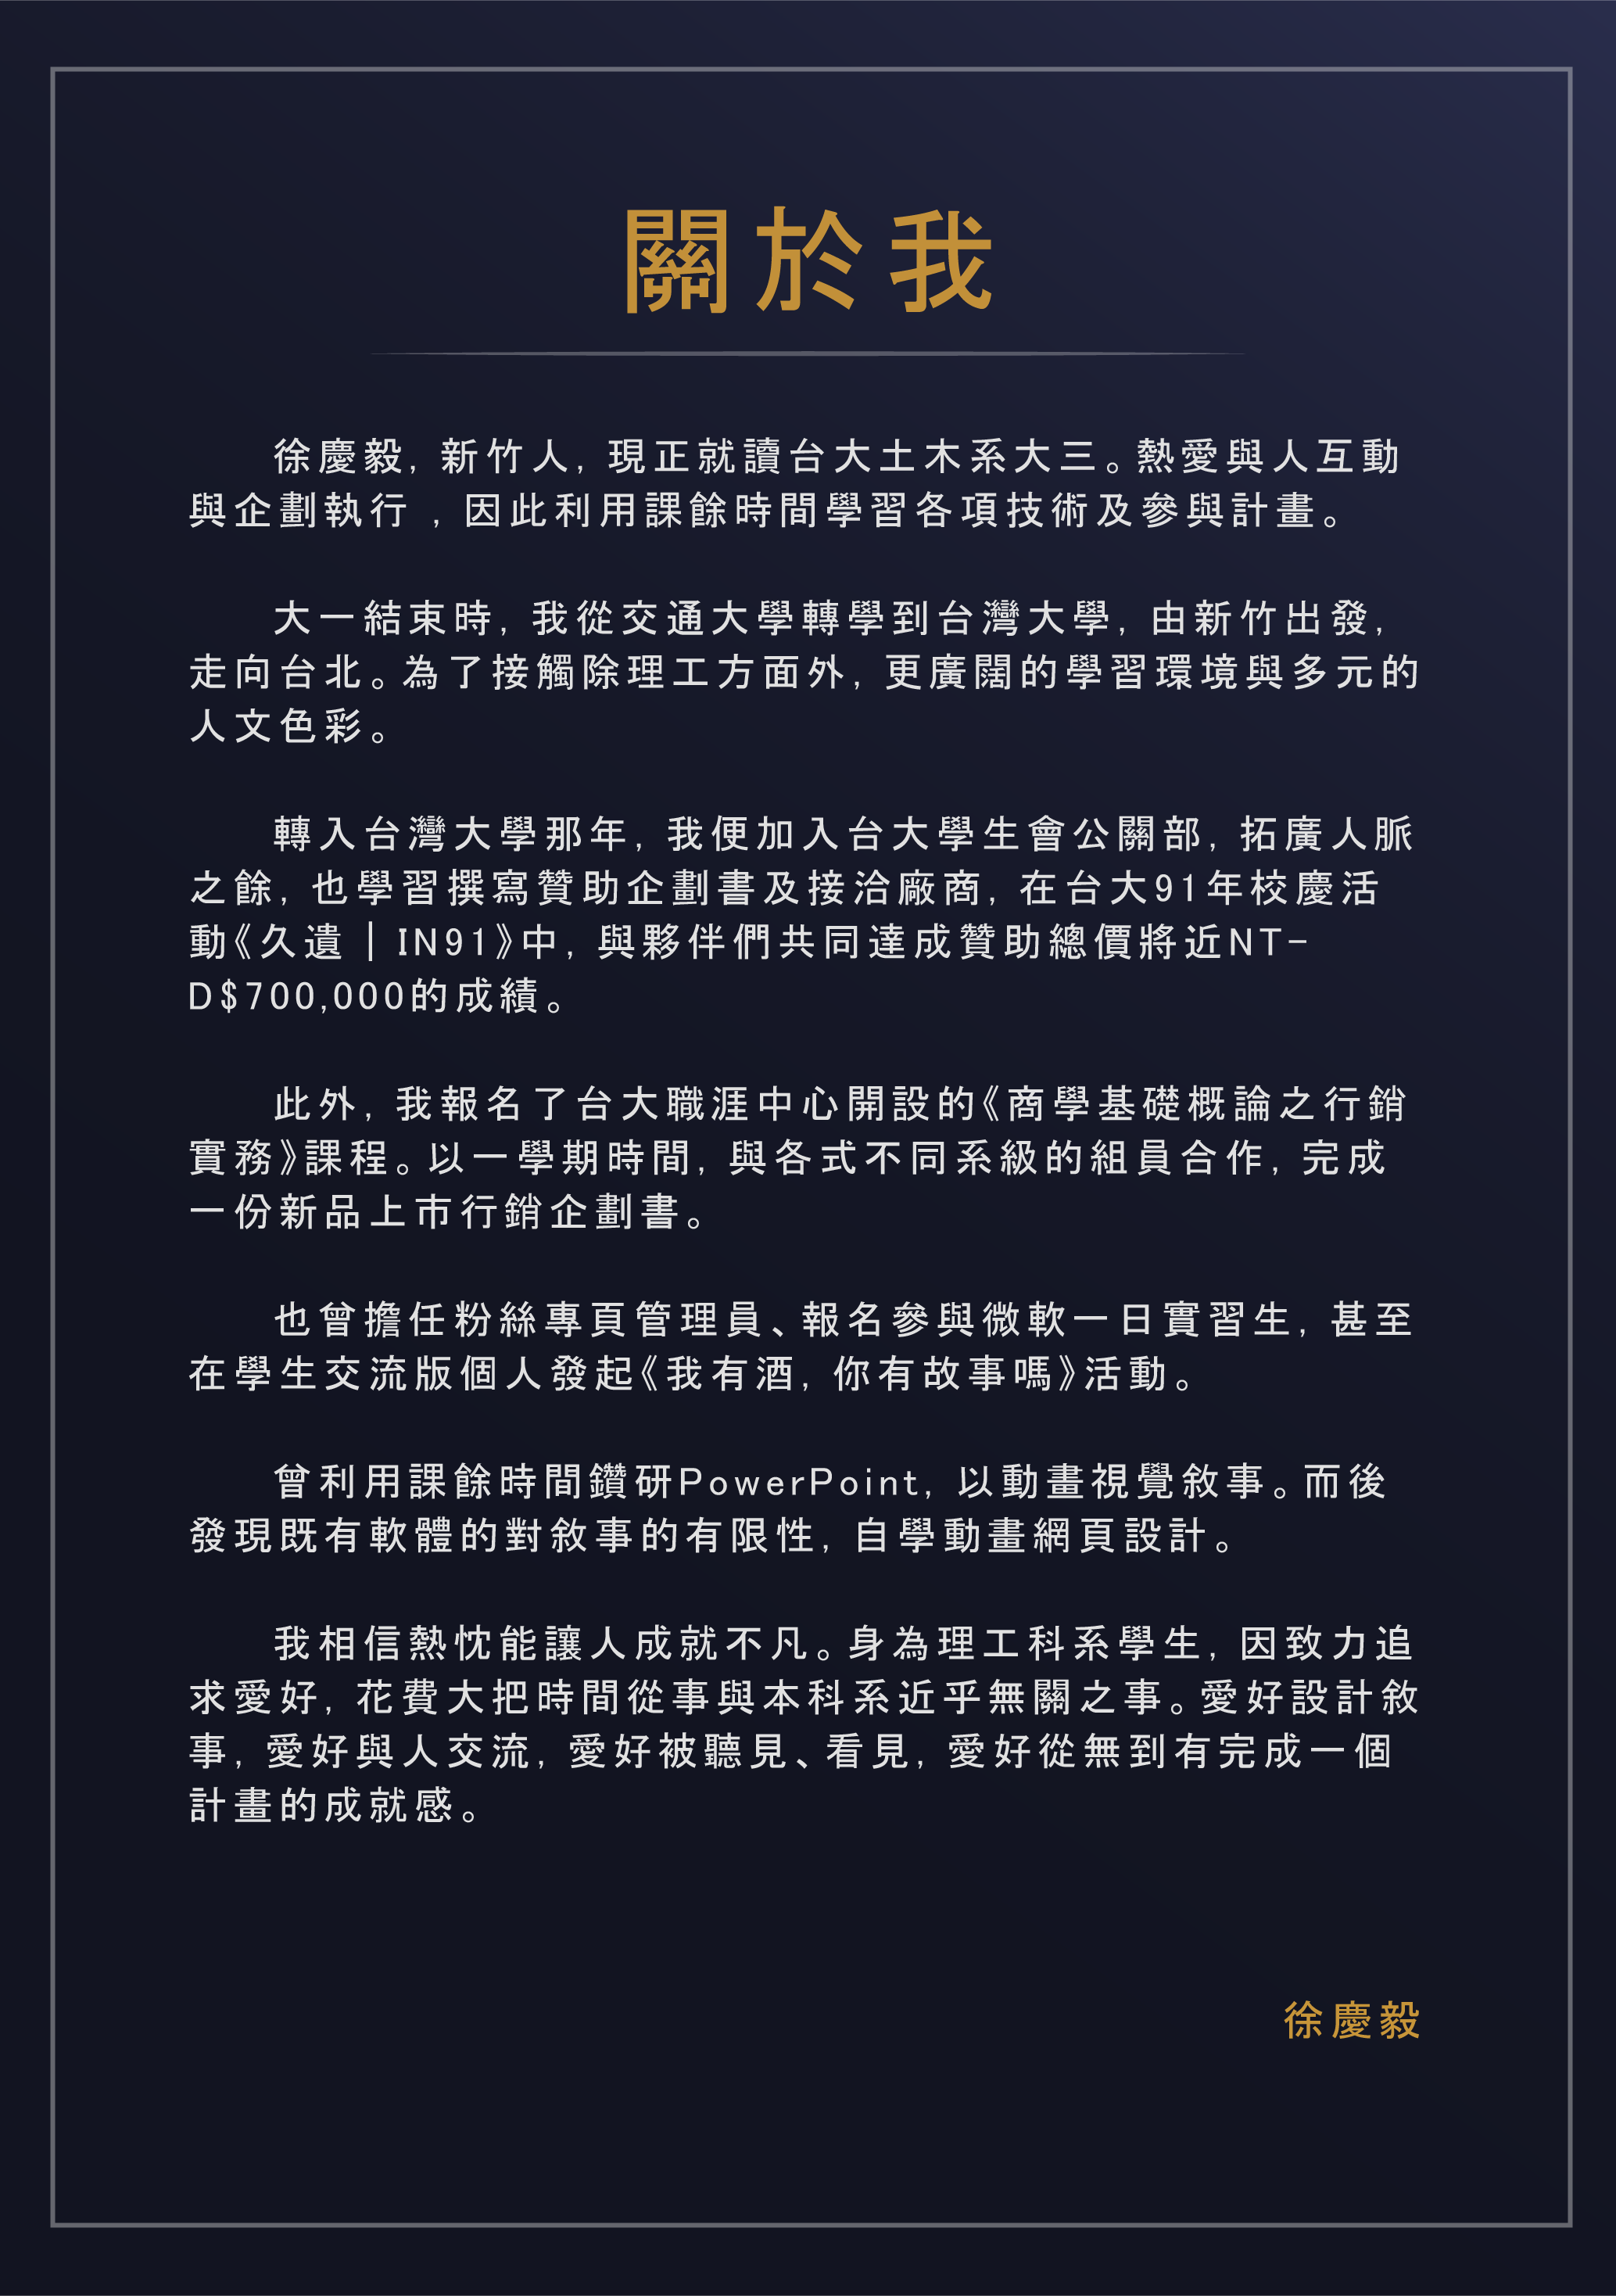 關於我
徐慶毅, 新竹人, 現正就讀台大土木系大三。熱愛與人互動
與企劃執行 , 因此利用課餘時間學習各項技術及參與計畫。
大一結束時, 我從交通大學轉學到台灣大學, 由新竹出發,
走向台北。為了接觸除理工方面外, 更廣闊的學習環境與多元的
人文色彩。
轉入台灣大學那年, 我便加入台大學生會公關部, 拓廣人脈
之餘, 也學習撰寫贊助企劃書及接洽廠商, 在台大91年校慶活
動《久遺 | IN91》中, 與夥伴們共同達成贊助總價將近NT-
D$700,000的成績。
此外, 我報名了台大職涯中心開設的《商學基礎概論之行銷
實務》課程。以一學期時間, 與各式不同系級的組員合作, 完成
一份新品上市行銷企劃書。
也曾擔任粉絲專頁管理員、報名參與微軟一日實習生, 甚至
在學生交流版個人發起《我有酒, 你有故事嗎》活動。
曾利用課餘時間鑽研PowerPoint, 以動畫視覺敘事。而後
發現既有軟體的對敘事的有限性, 自學動畫網頁設計。
我相信熱忱能讓人成就不凡。身為理工科系學生, 因致力追
求愛好, 花費大把時間從事與本科系近乎無關之事。愛好設計敘
事, 愛好與人交流, 愛好被聽見、看見, 愛好從無到有完成一個
計畫的成就感。
徐慶毅